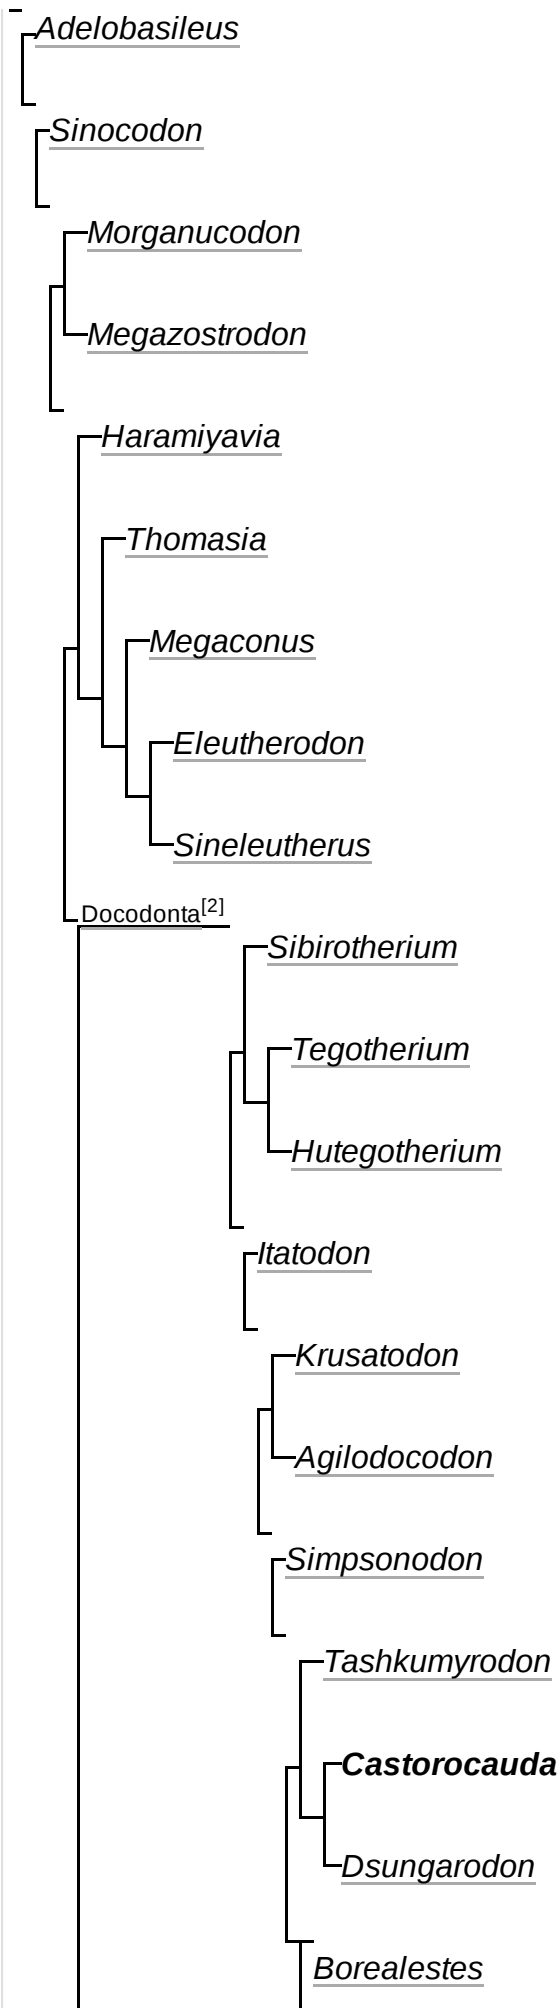 Adelobasileus
Sinocodon
Morganucodon
Megazostrodon
Haramiyavia
Thomasia
Megaconus
Eleutherodon
Sineleutherus
Docodonta[2]
Sibirotherium
Tegotherium
Hutegotherium
Itatodon
Krusatodon
Agilodocodon
Simpsonodon
Tashkumyrodon
Castorocauda
Dsungarodon
Borealestes